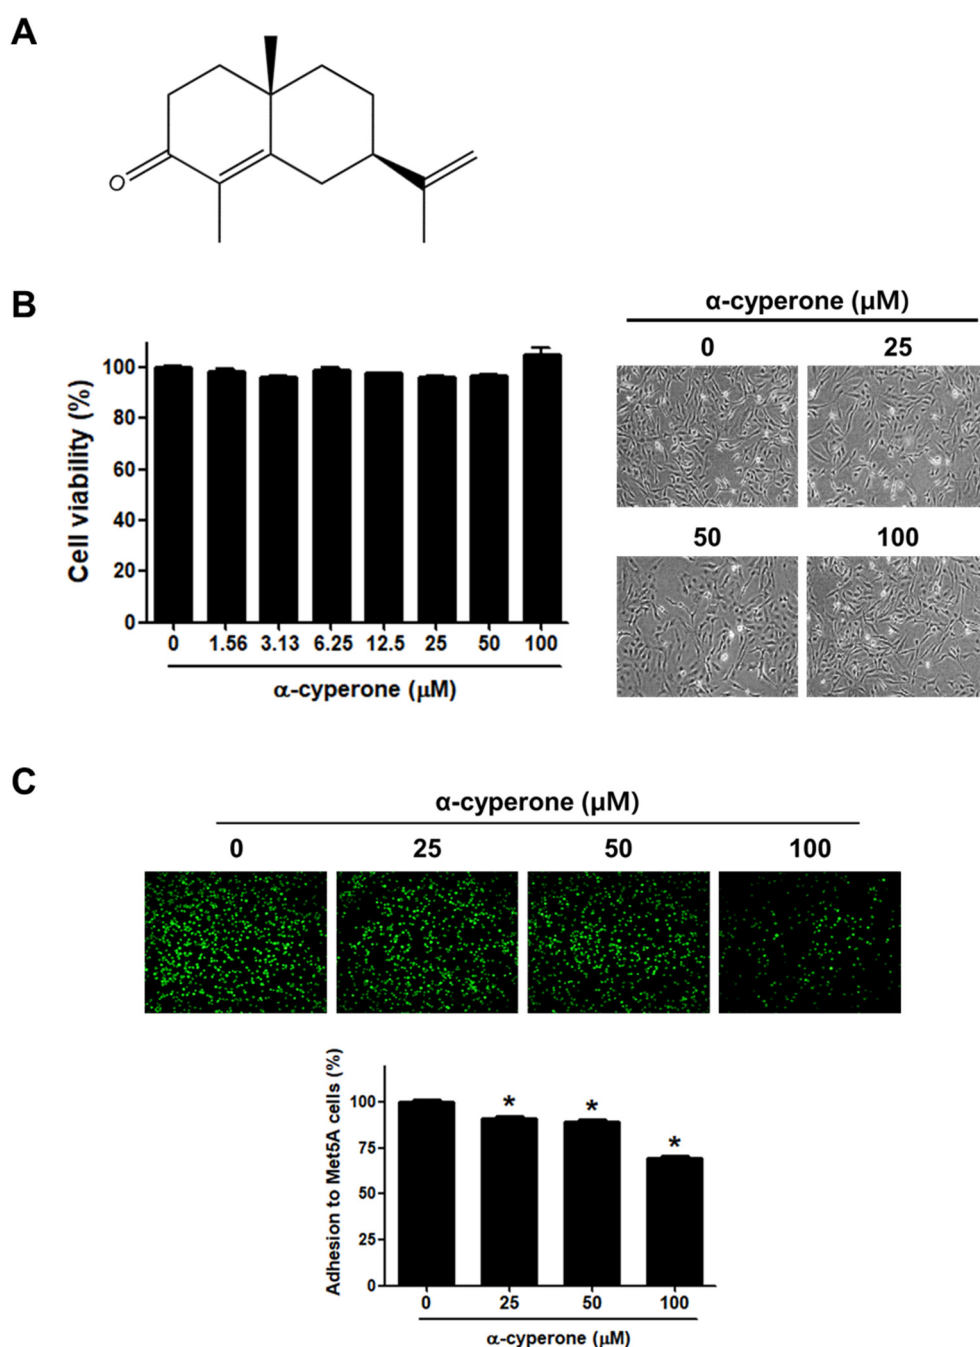 A
O
B
α-cyperone (µM)
0 25
50 100
Cell viability (%)
100
80
60
40
20
0
0 1.56 3.13 6.25 12.5 25 50 100
α-cyperone (µM)
C
α-cyperone (µM)
0 25 50 100
Adhesion to Met5A cells (%)
100
75
50
25
0
* * *
0 25 50 100
α-cyperone (µM)